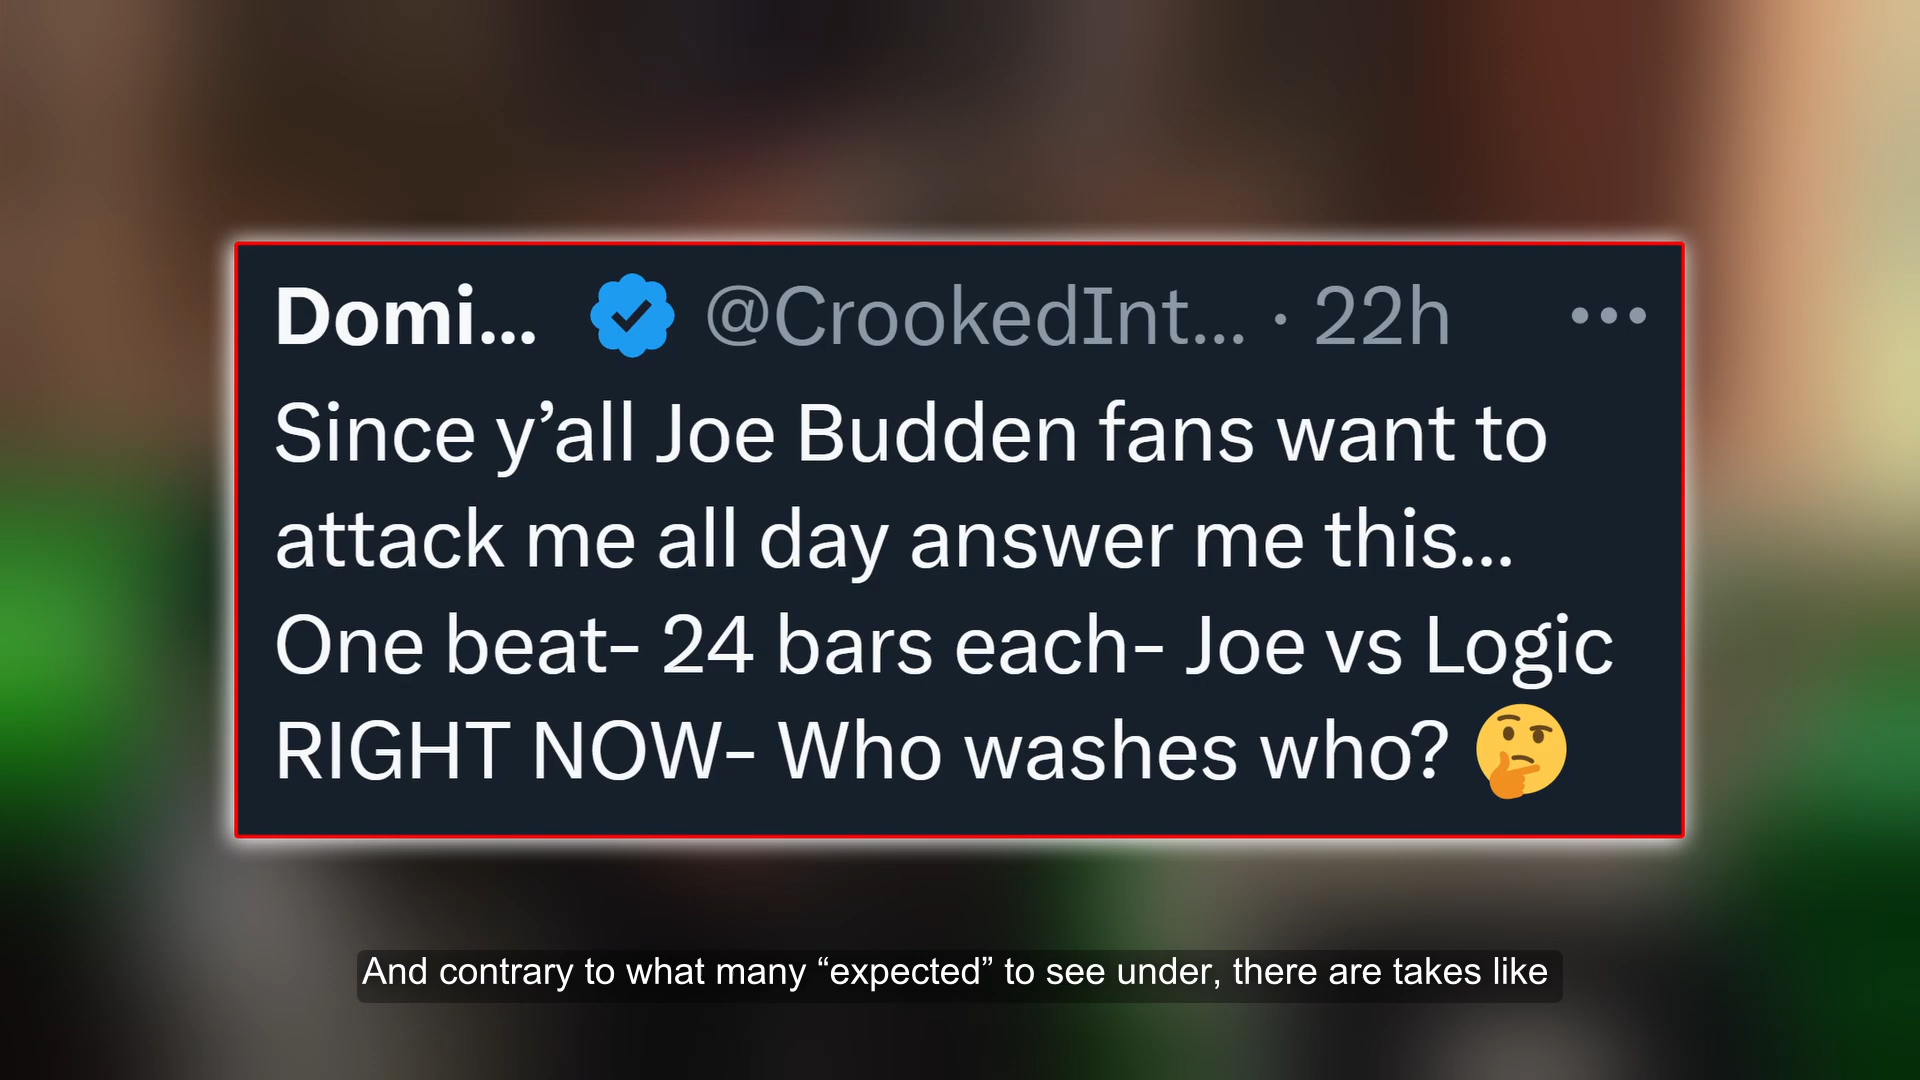 Domi... @CrookedInt... · 22h
Since y’all Joe Budden fans want to
attack me all day answer me this...
One beat- 24 bars each- Joe vs Logic
RIGHT NOW- Who washes who? 🤔
And contrary to what many “expected” to see under, there are takes like